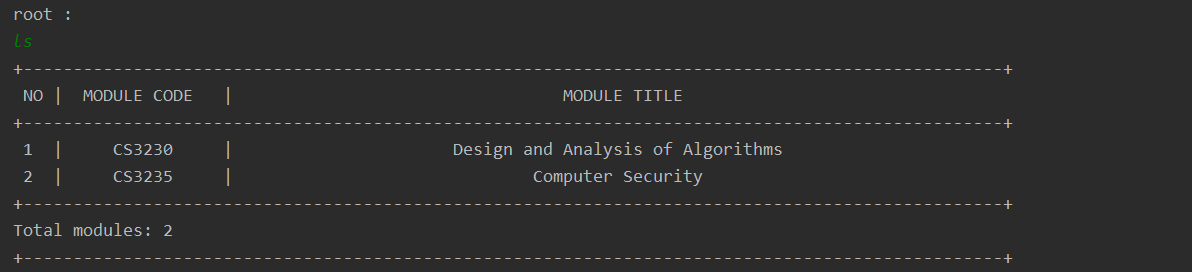 root :
ls
+--------------------------------------------------------------------------------------------------+
 NO |  MODULE CODE   |                                 MODULE TITLE
+--------------------------------------------------------------------------------------------------+
 1  |     CS3230     |                      Design and Analysis of Algorithms
 2  |     CS3235     |                              Computer Security
+--------------------------------------------------------------------------------------------------+
Total modules: 2
+--------------------------------------------------------------------------------------------------+